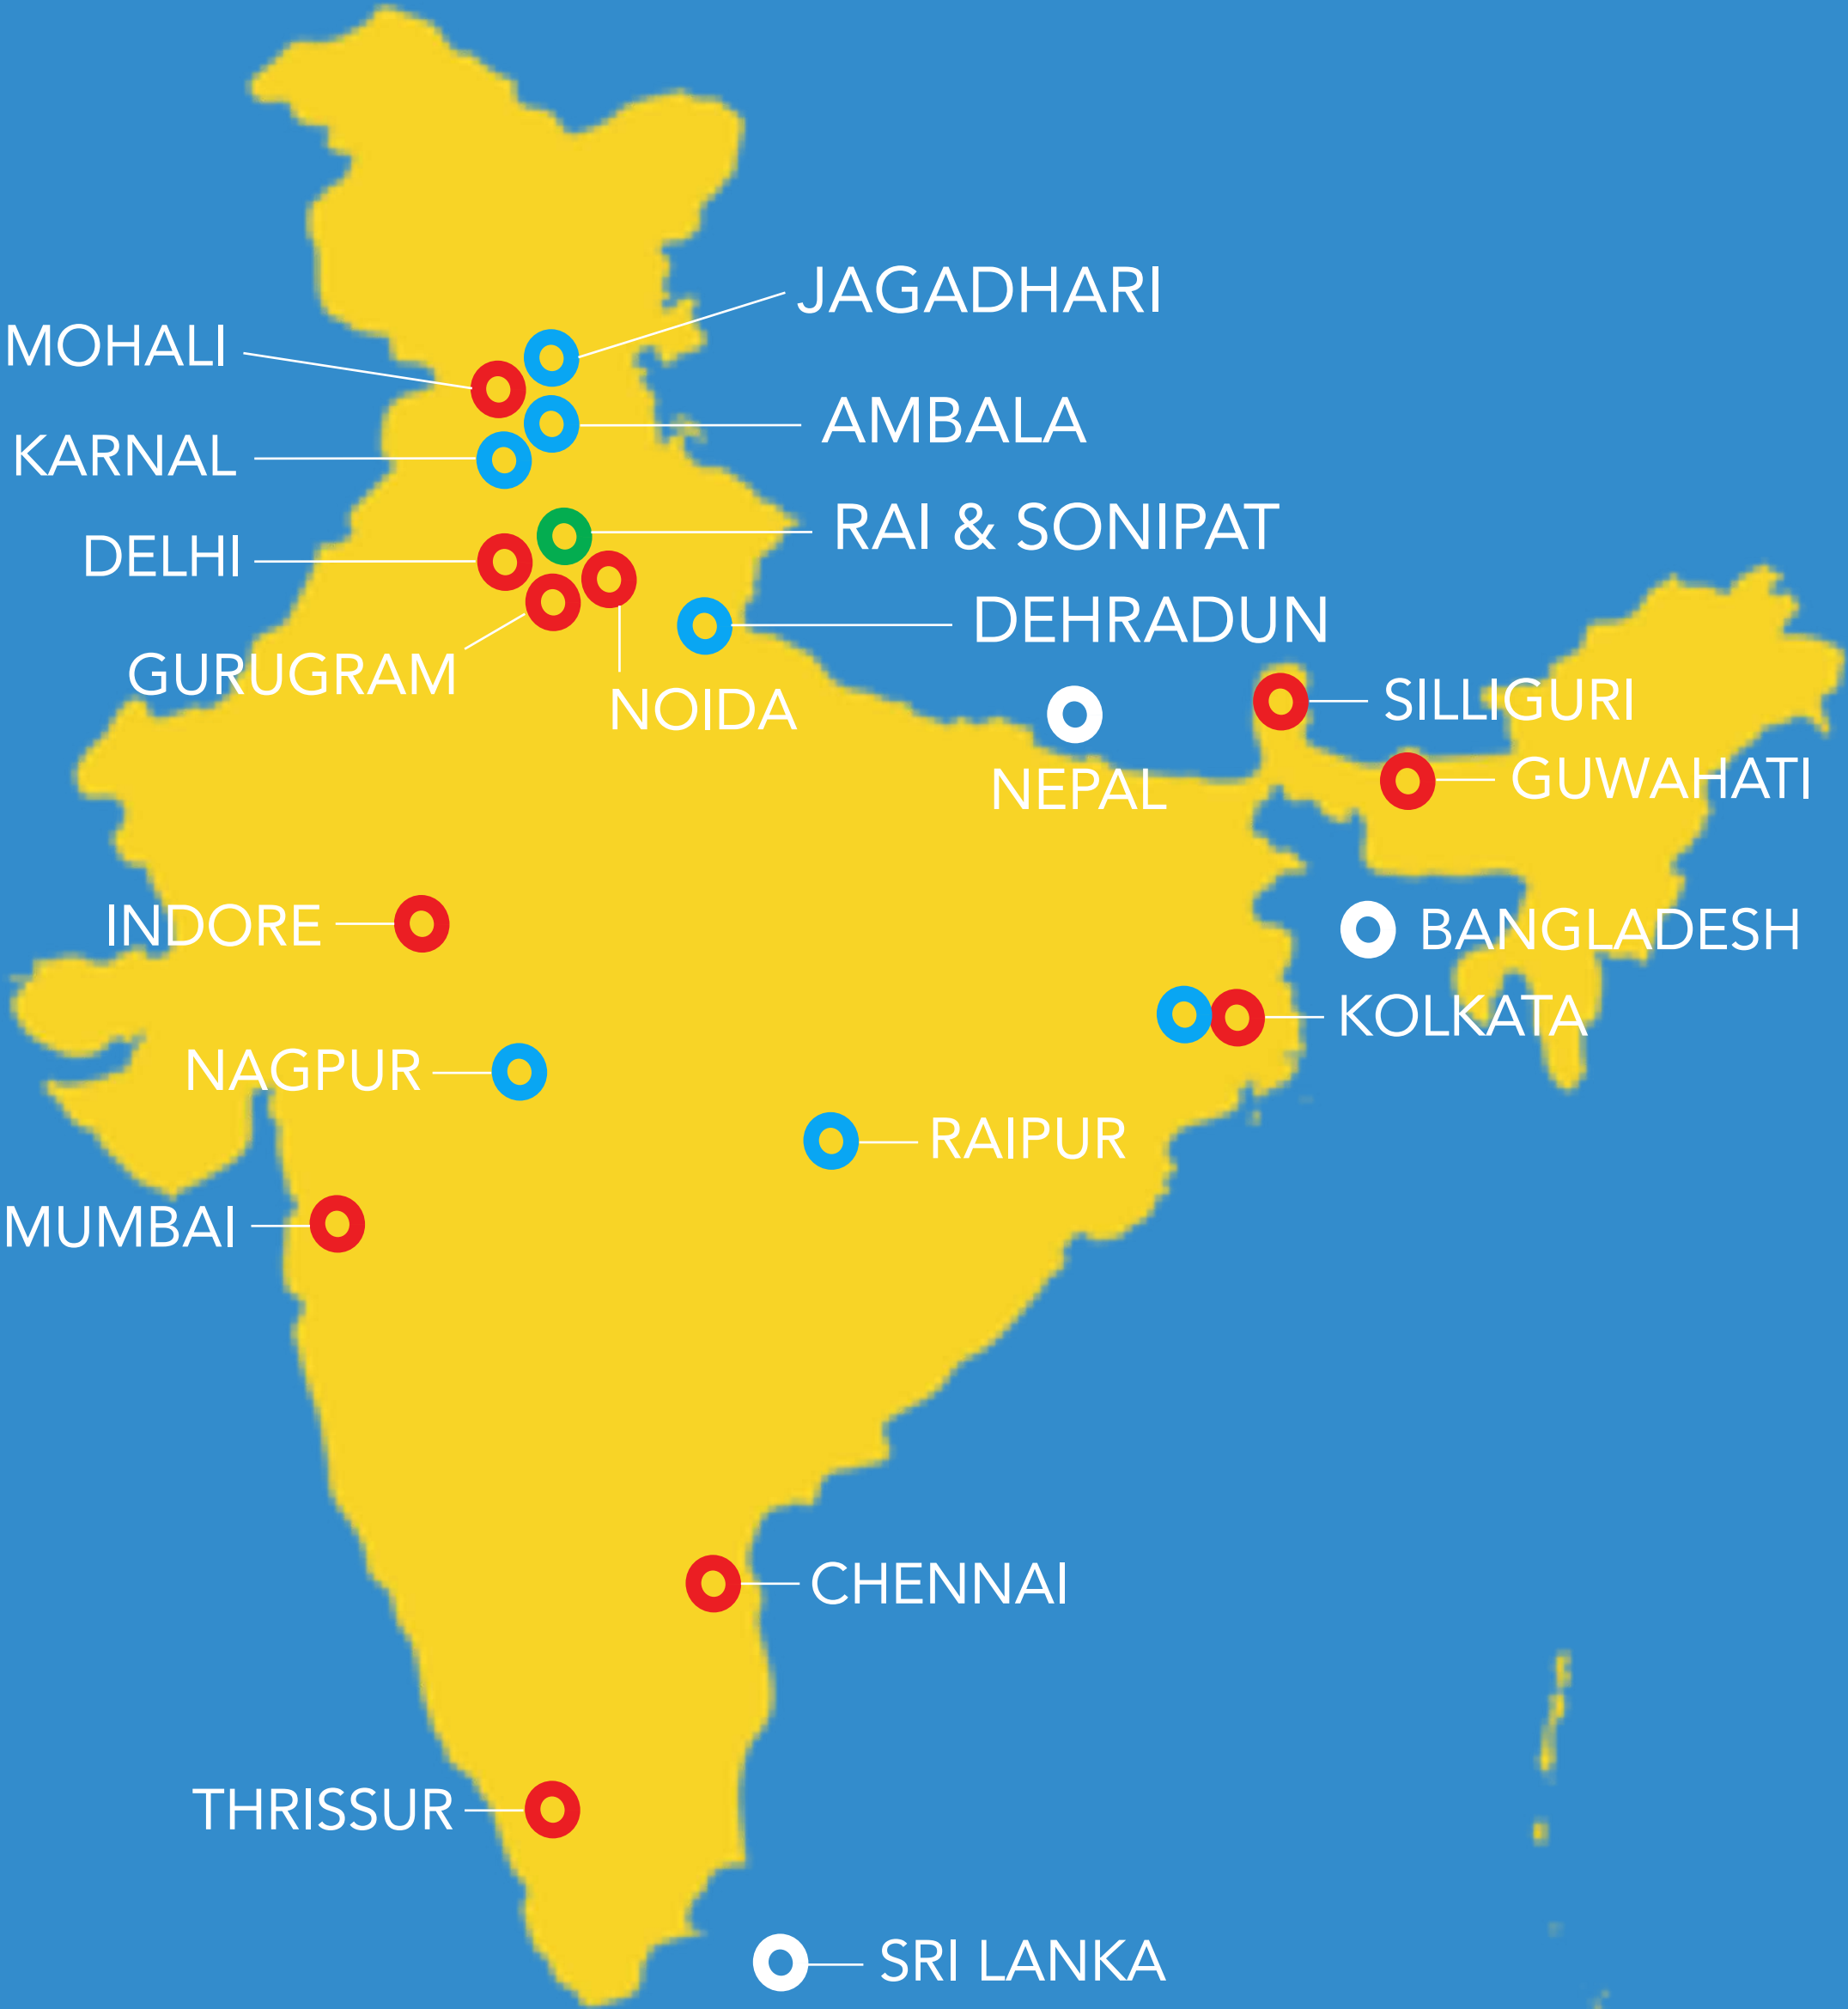 JAGADHARI
MOHALI
AMBALA
KARNAL
RAI & SONIPAT
DELHI
DEHRADUN
GURUGRAM
NOIDA
SILLIGURI
NEPAL
GUWAHATI
INDORE
BANGLADESH
KOLKATA
NAGPUR
RAIPUR
MUMBAI
CHENNAI
THRISSUR
SRI LANKA